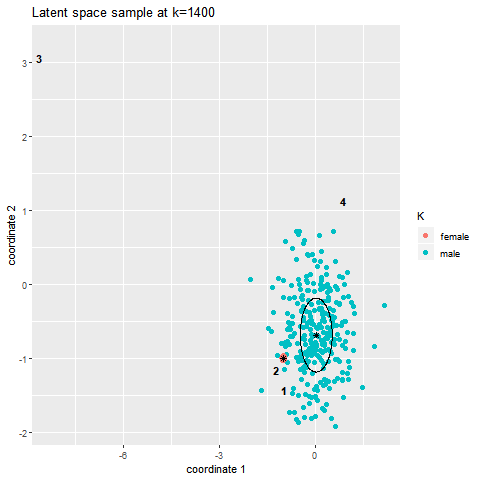 Latent space sample at k=1400
3
3
2
4
1
K
female
male
0
-1
2
1
-2
-6
-3
0
coordinate 1
coordinate 2